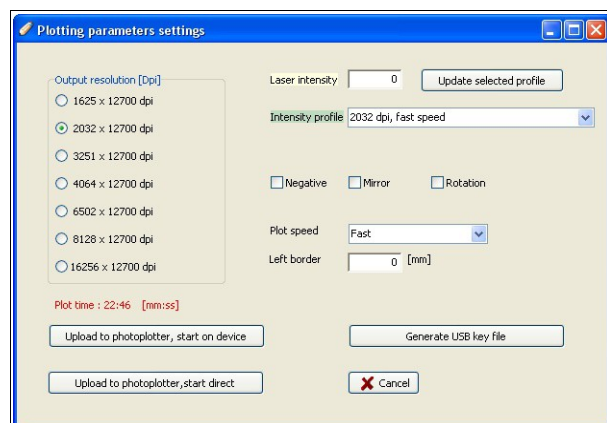 Plotting parameters settings
Output resolution [Dpi]
1625 x 12700 dpi
2032 x 12700 dpi
3251 x 12700 dpi
4064 x 12700 dpi
6502 x 12700 dpi
8128 x 12700 dpi
16256 x 12700 dpi
Plot time : 22:46 [mm:ss]
Laser intensity 0 Update selected profile
Intensity profile 2032 dpi, fast speed
Negative Mirror Rotation
Plot speed Fast
Left border 0 [mm]
Upload to photoplotter, start on device Generate USB key file
Upload to photoplotter,start direct Cancel